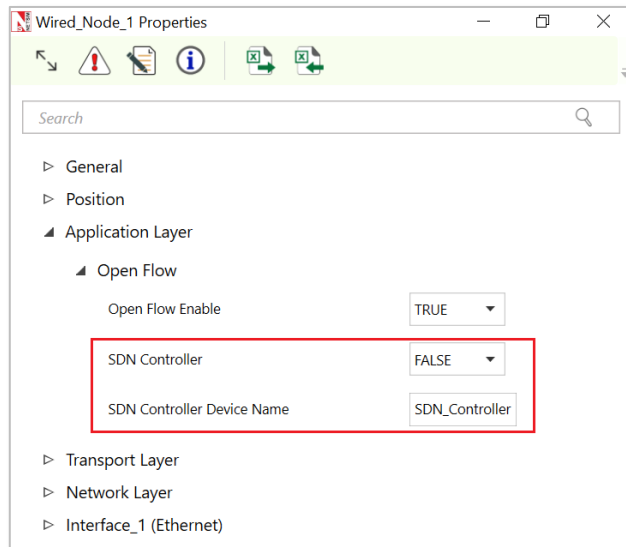 Wired_Node_1 Properties
Search
General
Position
Application Layer
Open Flow
Open Flow Enable TRUE
SDN Controller FALSE
SDN Controller Device Name SDN_Controller
Transport Layer
Network Layer
Interface_1 (Ethernet)